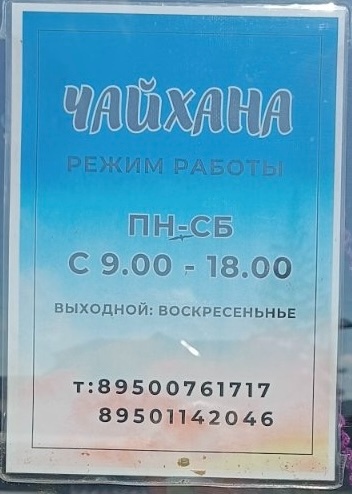 ЧАЙХАНА
РЕЖИМ РАБОТЫ
ПН-СБ
С 9.00 - 18.00
ВЫХОДНОЙ: ВОСКРЕСЕНЬНЬЕ
т:89500761717
89501142046